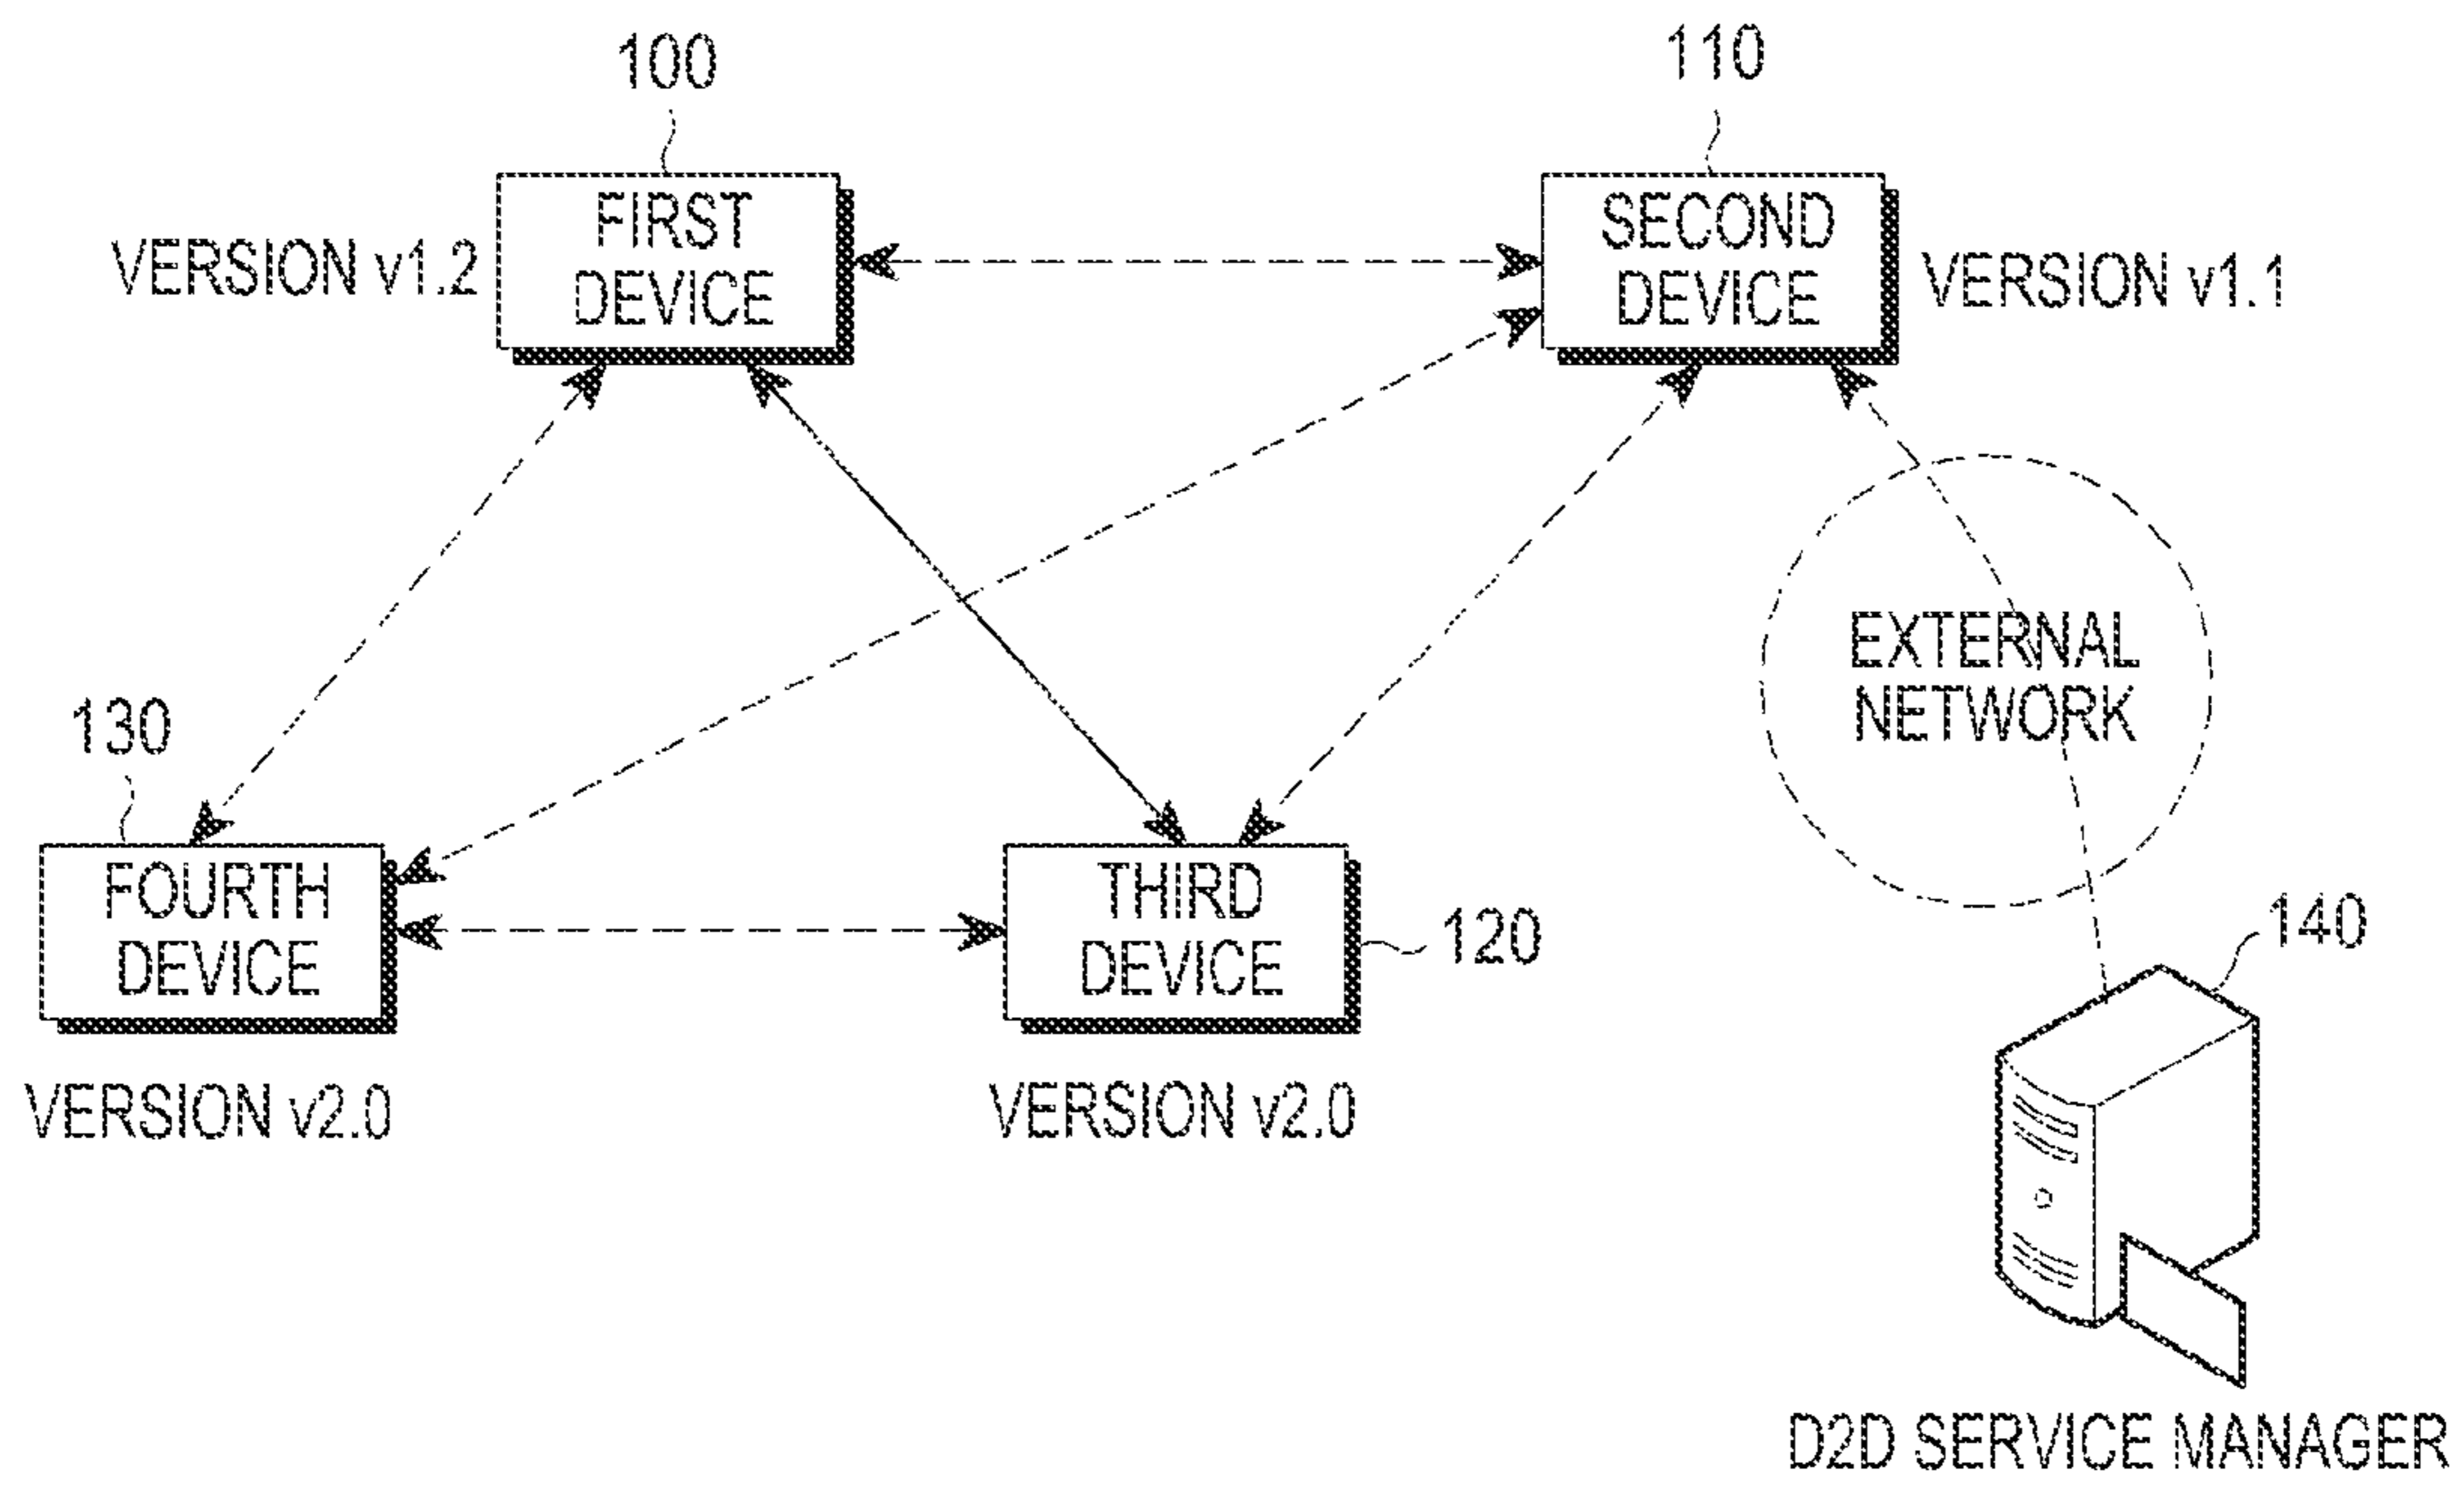 100
110
FIRST
DEVICE
VERSION v1.2
SECOND
DEVICE
VERSION v1.1
EXTERNAL
NETWORK
130
FOURTH
DEVICE
VERSION v2.0
THIRD
DEVICE
120
VERSION v2.0
140
D2D SERVICE MANAGER